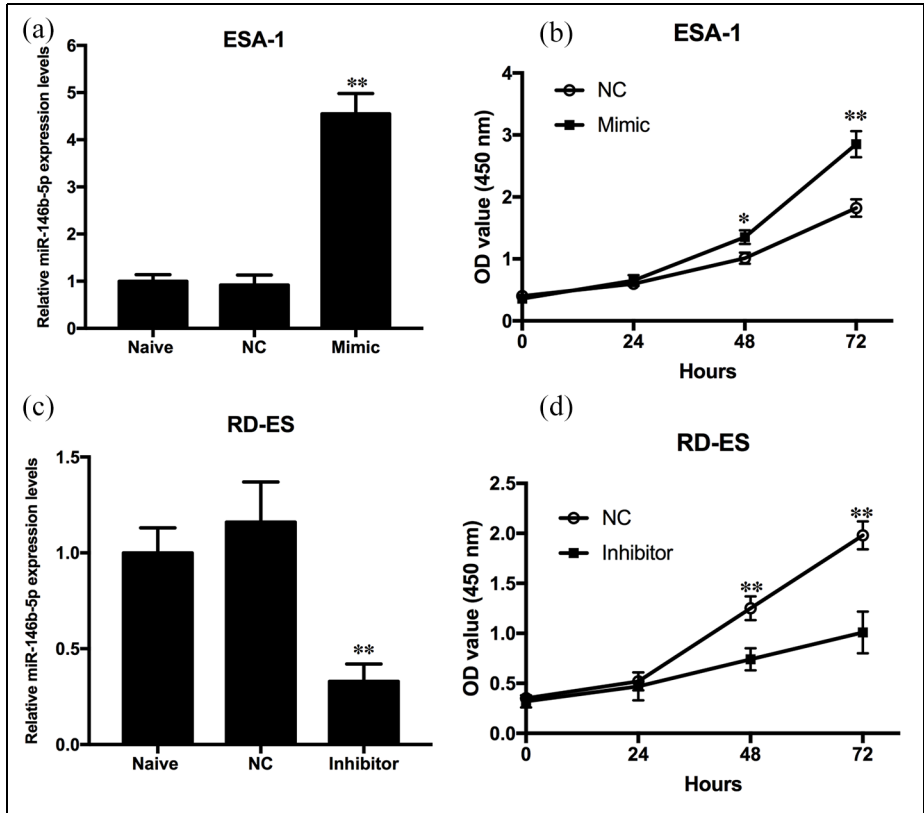 (a)
ESA-1
Relative miR-146b-5p expression levels
6
5
4
3
2
1
0
**
Naive NC Mimic
(b)
ESA-1
OD value (450 nm)
4
3
2
1
0
NC
Mimic
*
**
0 24 48 72
Hours
(c)
RD-ES
Relative miR-146b-5p expression levels
1.5
1.0
0.5
0.0
**
Naive NC Inhibitor
(d)
RD-ES
OD value (450 nm)
2.5
2.0
1.5
1.0
0.5
0.0
NC
Inhibitor
**
**
0 24 48 72
Hours